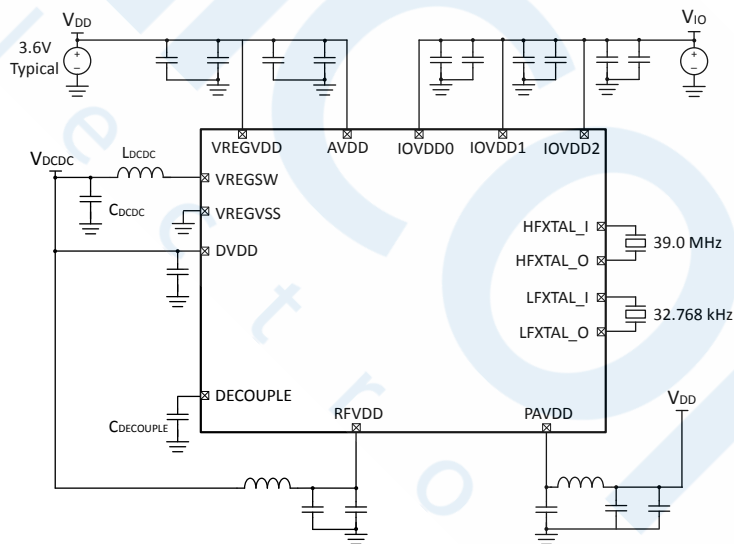 VDD
VIO
3.6V
Typical
VREGVDD
AVDD
IOVDD0
IOVDD1
IOVDD2
VDCDC
LDCDC
VREGSW
CDCDC
VREGVSS
DVDD
HFXTAL_I
39.0 MHz
HFXTAL_O
LFXTAL_I
32.768 kHz
LFXTAL_O
DECOUPLE
CDECOUPLE
RFVDD
PAVDD
VDD